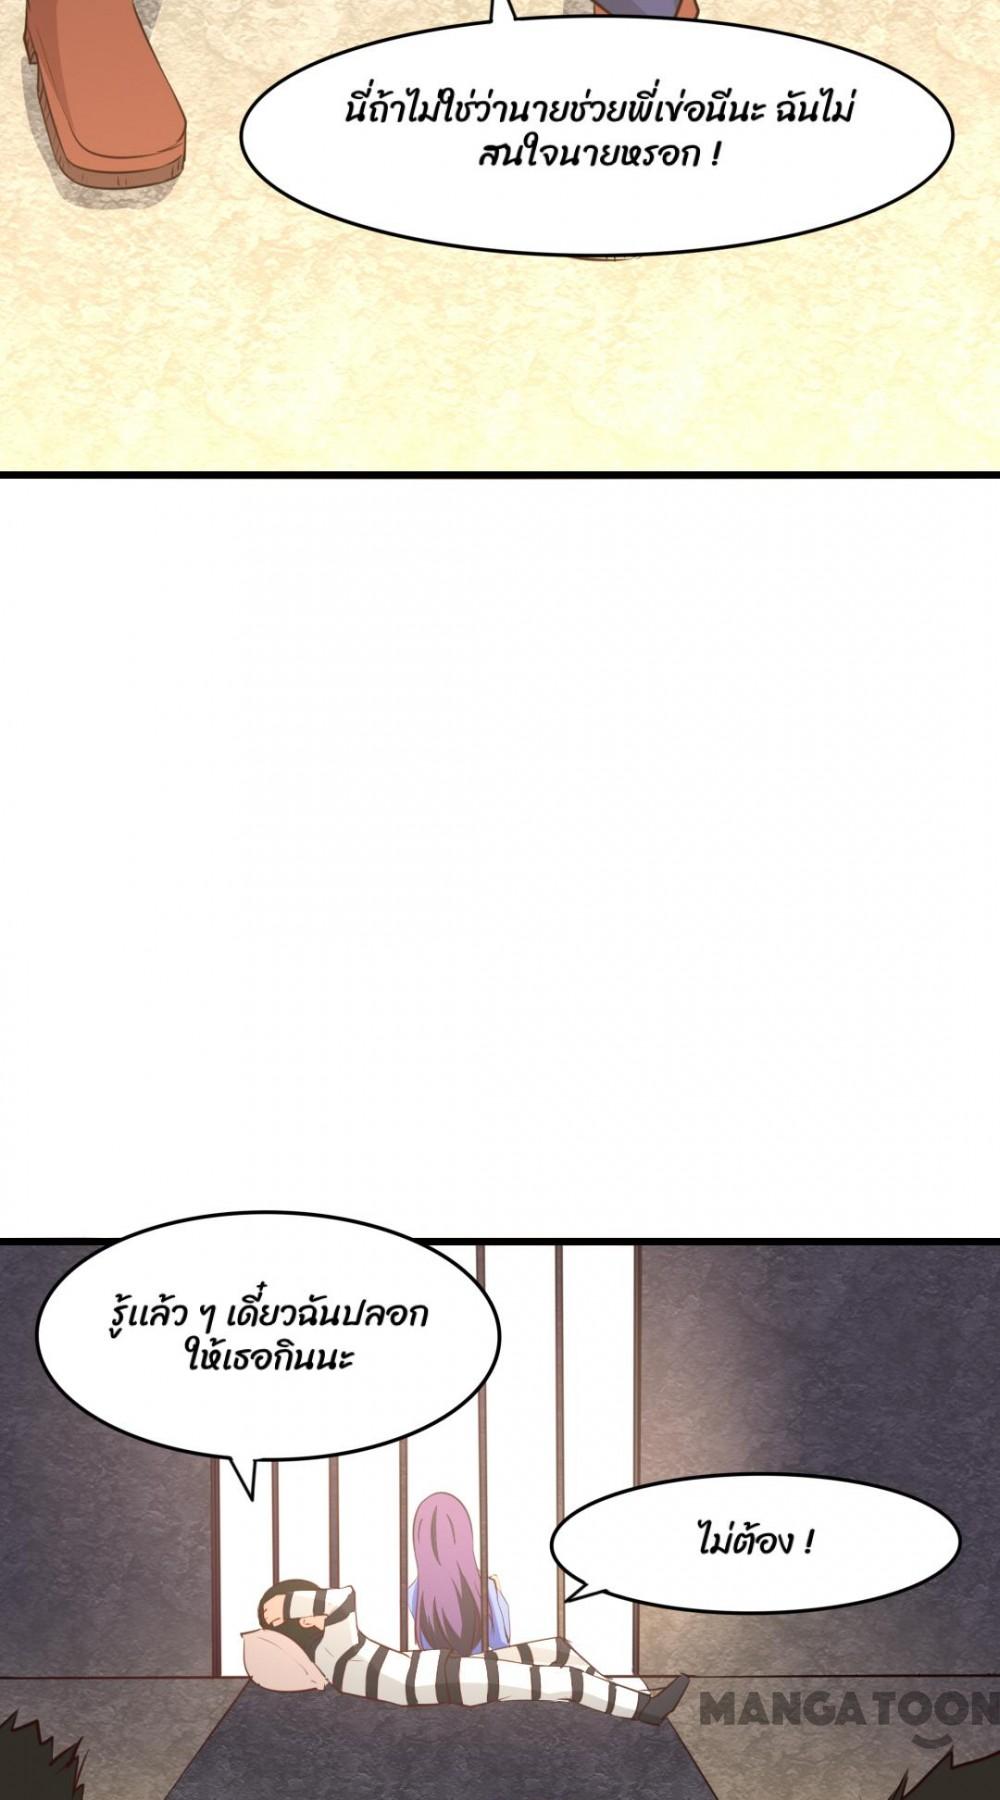 นี่ถ้าไม่ใช่ว่านายช่วยพี่เข่อนีนะ ฉันไม่
สนใจนายหรอก !
รู้แล้ว ๆ เดี๋ยวฉันปลอก
ให้เธอกินนะ
ไม่ต้อง !
MANGATOON